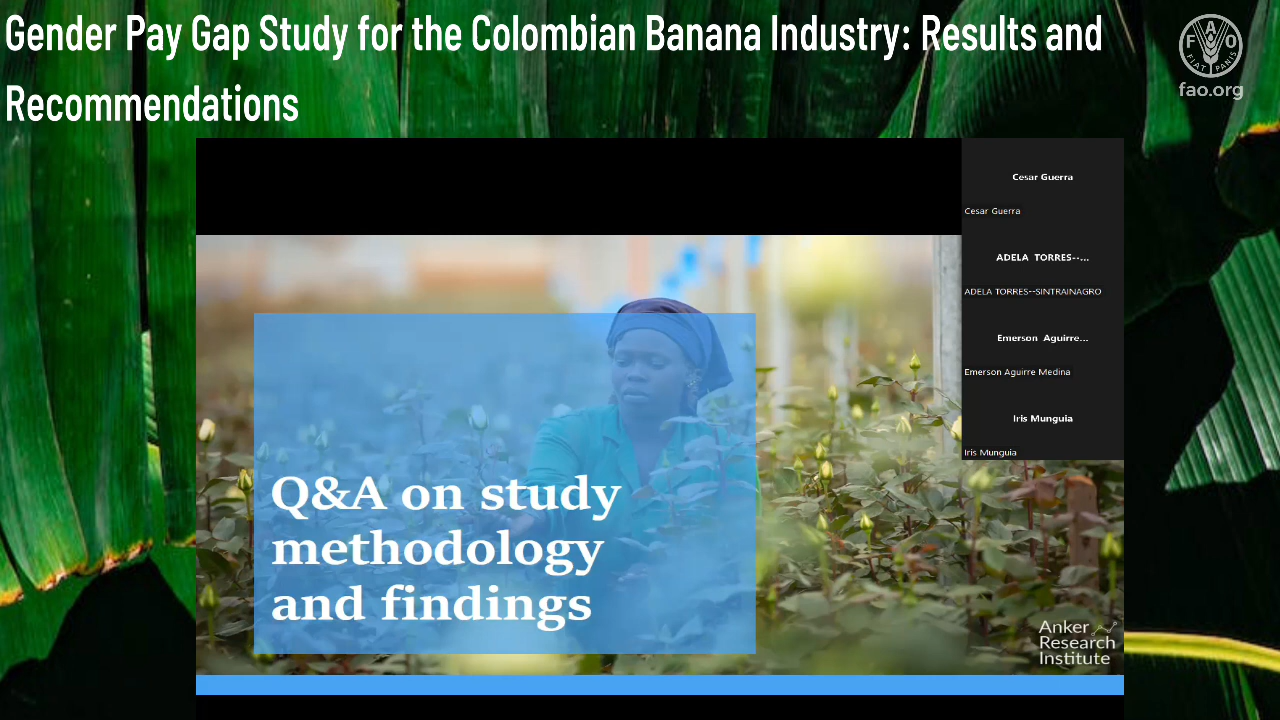 Gender Pay Gap Study for the Colombian Banana Industry: Results and
Recommendations
F A O
FIAT PANIS
fao.org
Cesar Guerra
Cesar Guerra
ADELA TORRES--...
ADELA TORRES--SINTRAINAGRO
Emerson Aguirre...
Emerson Aguirre Medina
Iris Munguia
Iris Munguia
Q&A on study
methodology
and findings
Anker
Research
Institute